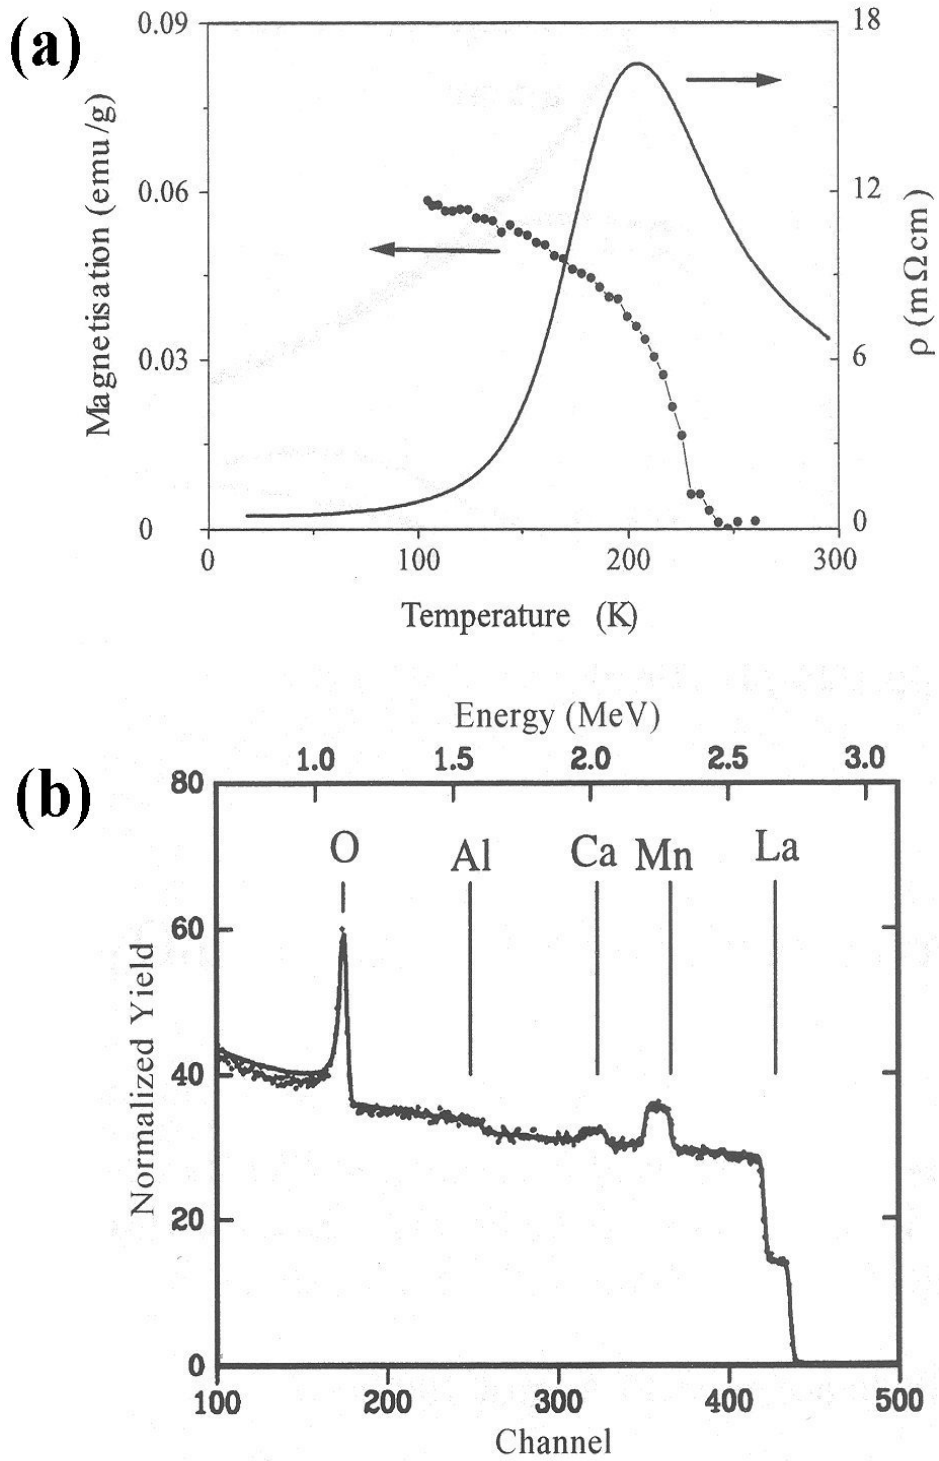 (a)
0.09
0.06
0.03
0
Magnetisation (emu/g)
18
12
6
0
ρ (mΩcm)
0 100 200 300
Temperature (K)
(b)
Energy (MeV)
1.0 1.5 2.0 2.5 3.0
80
60
40
20
0
Normalized Yield
O Al Ca Mn La
100 200 300 400 500
Channel